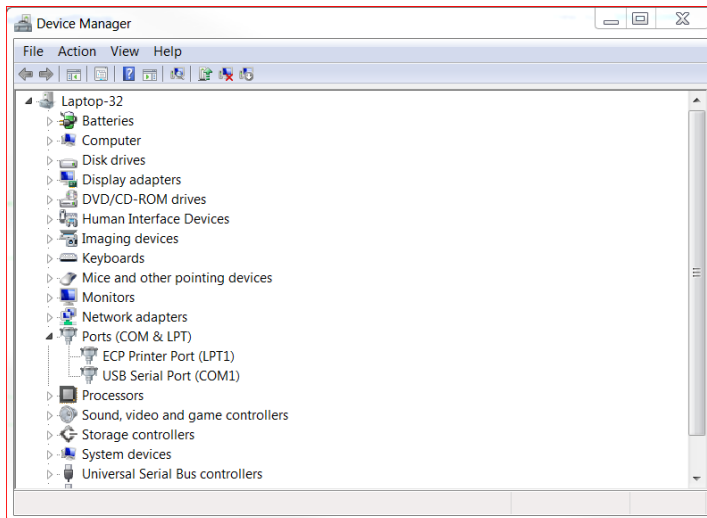 Device Manager
File Action View Help
Laptop-32
Batteries
Computer
Disk drives
Display adapters
DVD/CD-ROM drives
Human Interface Devices
Imaging devices
Keyboards
Mice and other pointing devices
Monitors
Network adapters
Ports (COM & LPT)
ECP Printer Port (LPT1)
USB Serial Port (COM1)
Processors
Sound, video and game controllers
Storage controllers
System devices
Universal Serial Bus controllers